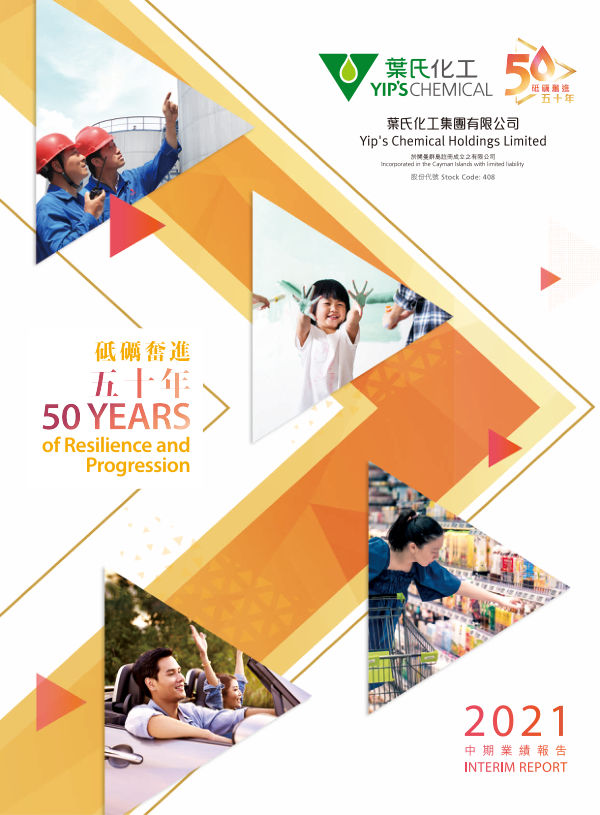 葉氏化工
YIP'S CHEMICAL
50
砥礪奮進
五十年
葉氏化工集團有限公司
Yip's Chemical Holdings Limited
於開曼群島註冊成立之有限公司
Incorporated in the Cayman Islands with limited liability
股份代號 Stock Code: 408
砥礪奮進
五十年
50 YEARS
of Resilience and
Progression
2021
中期業績報告
INTERIM REPORT